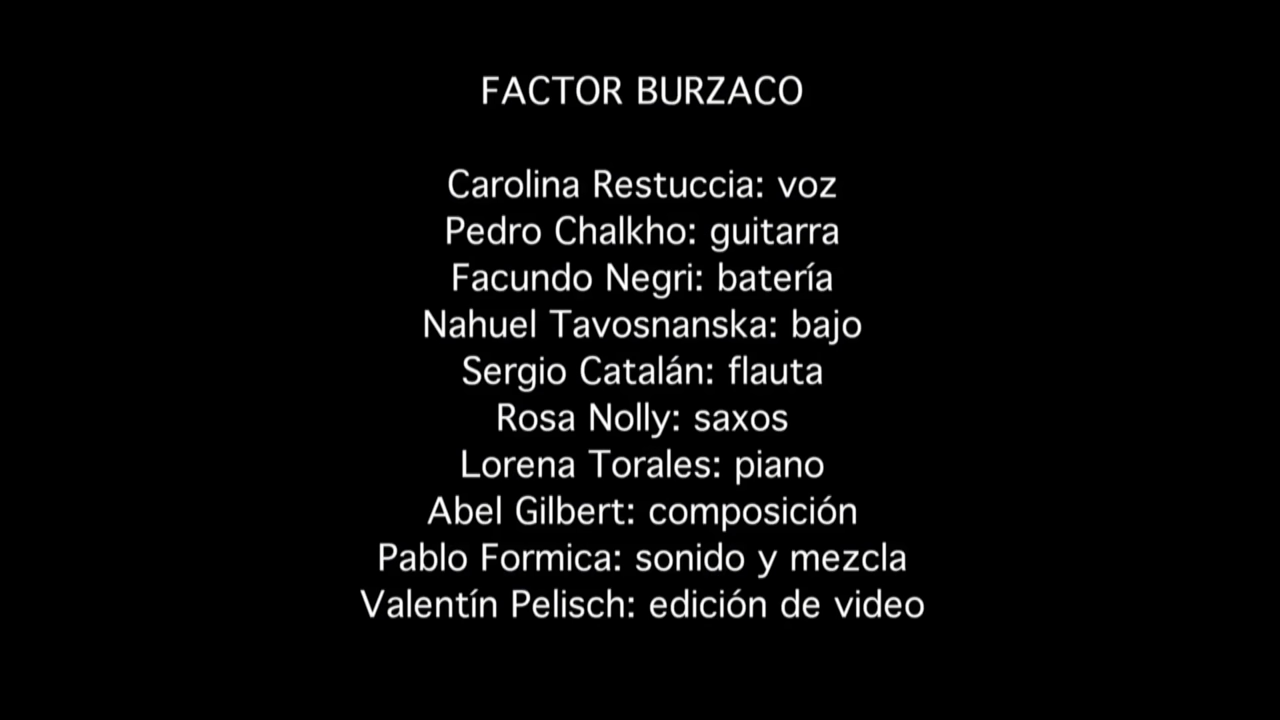 FACTOR BURZACO
Carolina Restuccia: voz
Pedro Chalkho: guitarra
Facundo Negri: batería
Nahuel Tavosnanska: bajo
Sergio Catalán: flauta
Rosa Nolly: saxos
Lorena Torales: piano
Abel Gilbert: composición
Pablo Formica: sonido y mezcla
Valentín Pelisch: edición de video